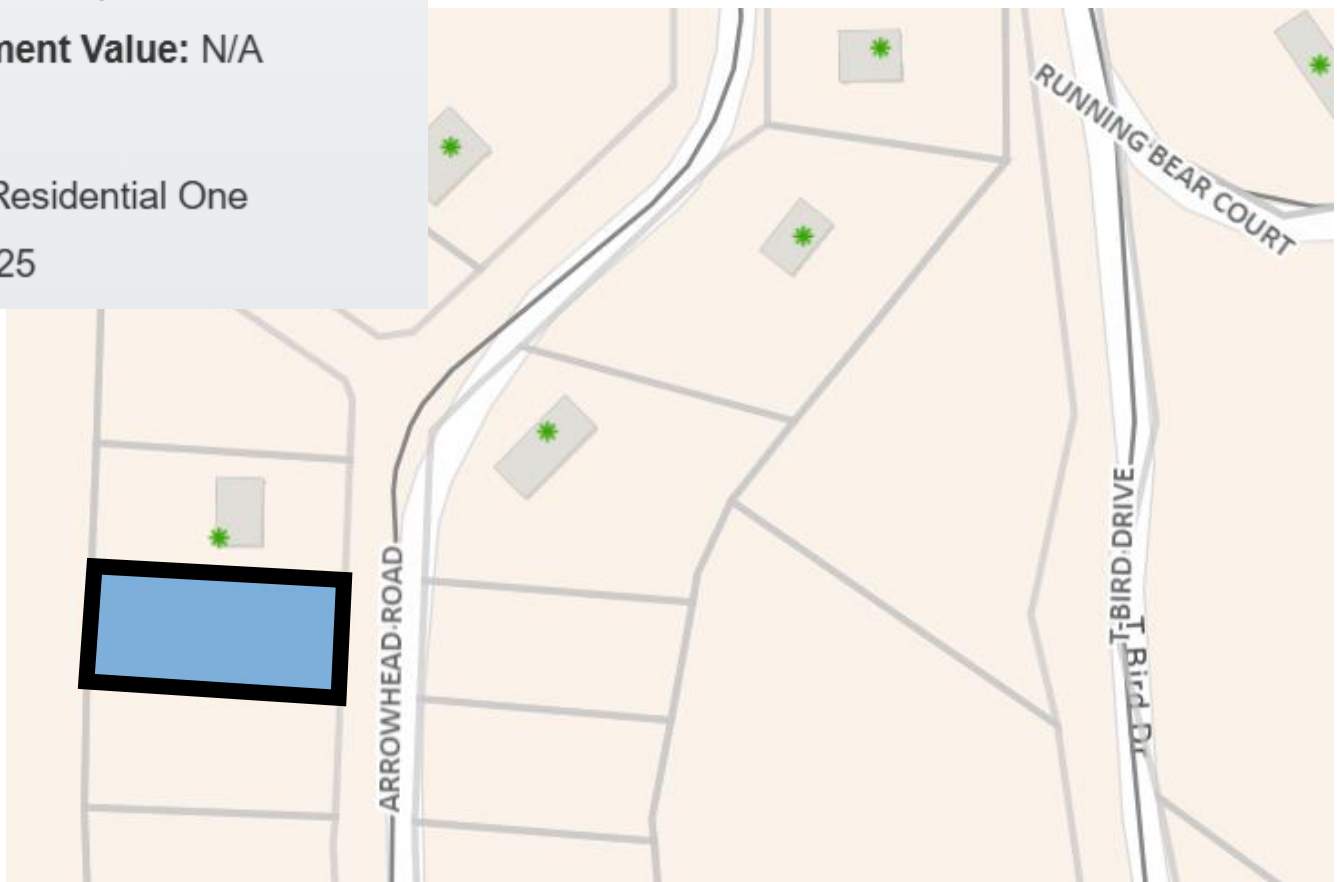 ment Value: N/A
Residential One
25
RUNNING BEAR COURT
T-BIRD DRIVE
T Bird Dr
ARROWHEAD ROAD